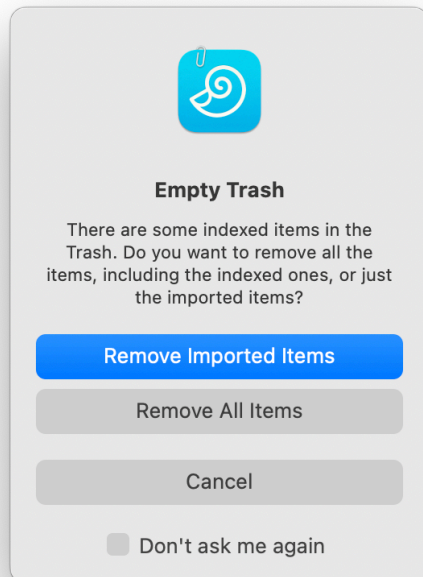 Empty Trash
There are some indexed items in the
Trash. Do you want to remove all the
items, including the indexed ones, or just
the imported items?
Remove Imported Items
Remove All Items
Cancel
Don't ask me again